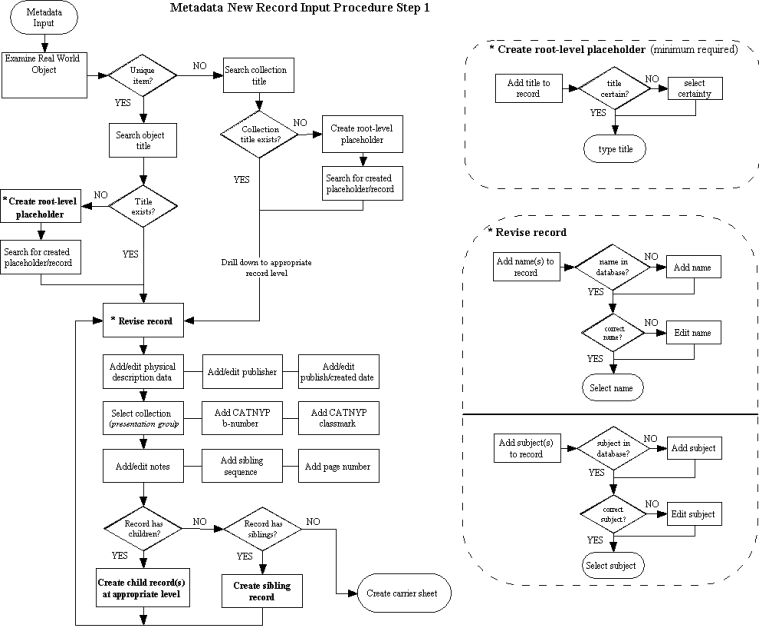 Metadata New Record Input Procedure Step 1
Metadata
Input
Examine Real World
Object
Unique
item?
NO
YES
Search collection
title
Search object
title
Collection
title exists?
NO
YES
Create root-level
placeholder
Search for created
placeholder/record
* Create root-level
placeholder
NO
Title
exists?
YES
Search for created
placeholder/record
Drill down to appropriate
record level
* Revise record
Add/edit physical
description data
Add/edit publisher
Add/edit
publish/created date
Select collection
(presentation group
Add CATNYP
b-number
Add CATNYP
classmark
Add/edit notes
Add sibling
sequence
Add page number
Record has
children?
NO
YES
Record has
siblings?
NO
YES
Create child record(s)
at appropriate level
Create sibling
record
Create carrier sheet
* Create root-level placeholder (minimum required)
Add title to
record
title
certain?
NO
YES
select
certainty
type title
* Revise record
Add name(s) to
record
name in
database?
NO
YES
Add name
correct
name?
NO
YES
Edit name
Select name
Add subject(s)
to record
subject in
database?
NO
YES
Add subject
correct
subject?
NO
YES
Edit subject
Select subject